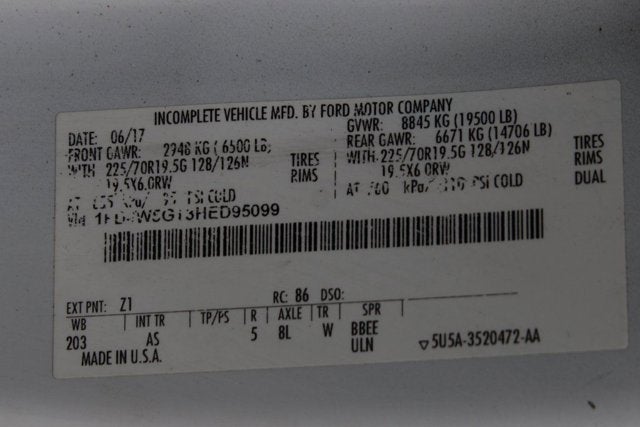 INCOMPLETE VEHICLE MFD. BY FORD MOTOR COMPANY
DATE: 06/17 GVWR: 8845 KG (19500 LB)
FRONT GAWR: 2948 KG (6500 LB) REAR GAWR: 6671 KG (14706 LB)
WITH 225/70R19.5G 128/126N TIRES WITH 225/70R19.5G 128/126N TIRES
19.5X6.0RW RIMS 19.5X6.0RW RIMS
AT PSI COLD AT kPa/ PSI COLD DUAL
EXT PNT: Z1 RC: 86 DSO:
WB INT TR TP/PS R AXLE TR SPR
203 AS 5 8L W BBEE
MADE IN U.S.A. ULN ▽5U5A-3520472-AA